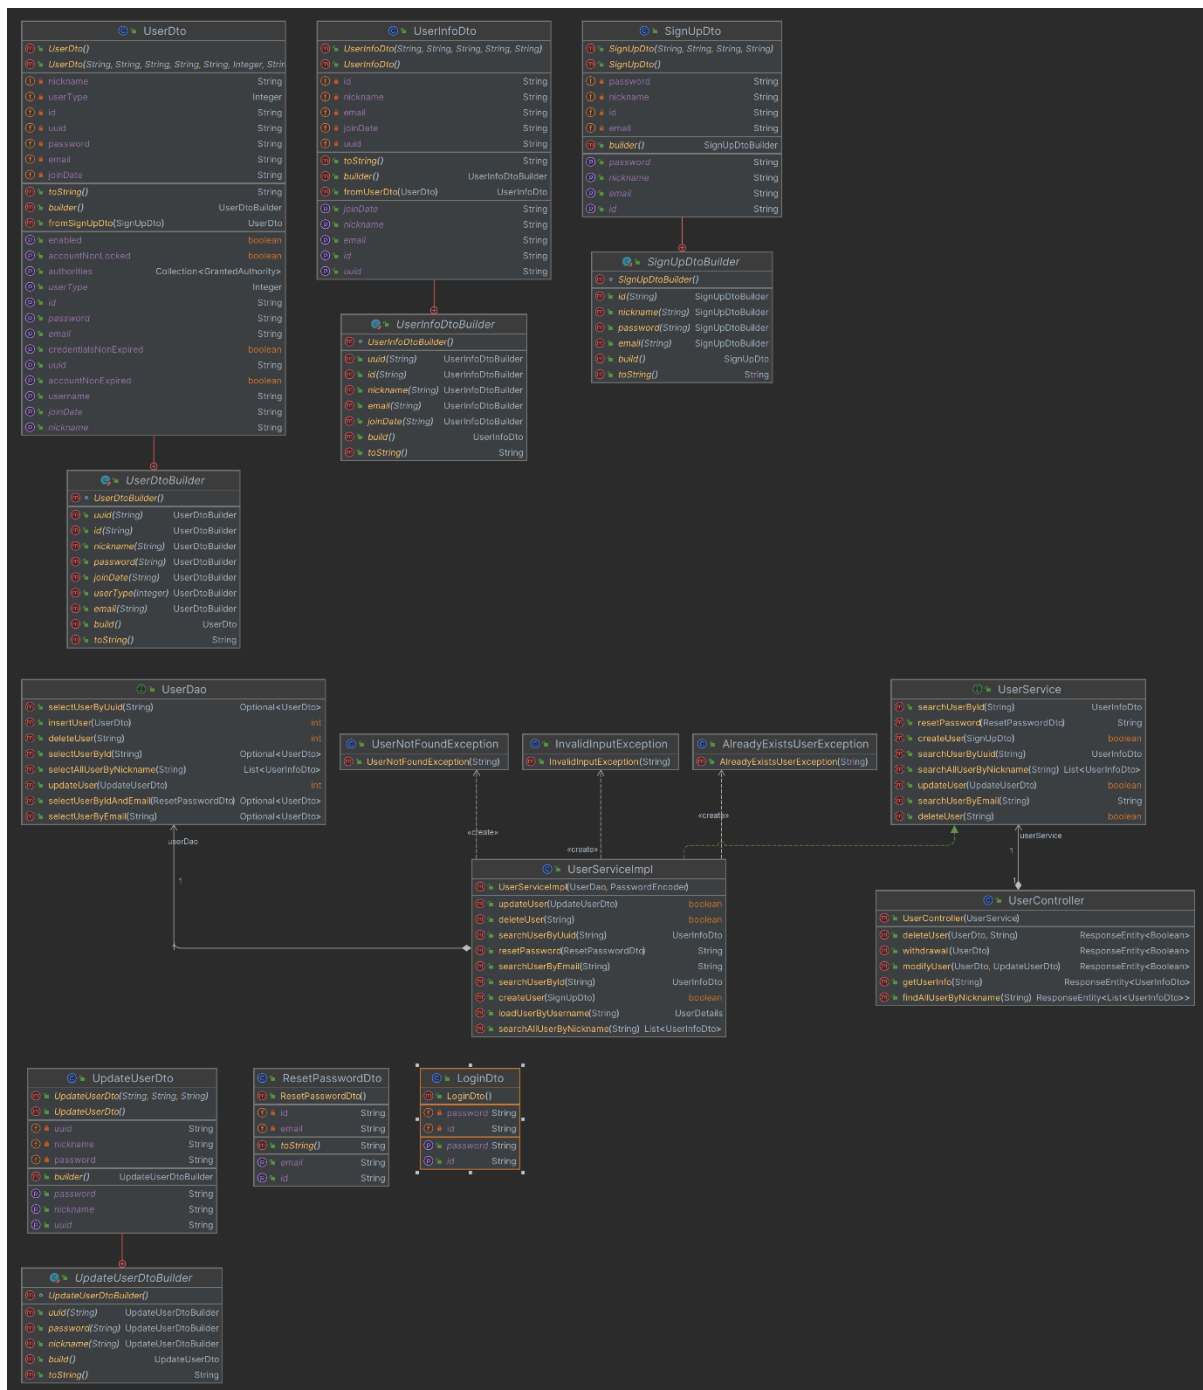 UserDto
UserDto()
UserDto(String, String, String, String, String, Integer, Strin
nickname String
userType Integer
id String
uuid String
password String
email String
joinDate String
toString() String
builder() UserDtoBuilder
fromSignUpDto(SignUpDto) UserDto
enabled boolean
accountNonLocked boolean
authorities Collection<GrantedAuthority>
userType Integer
id String
password String
email String
credentialsNonExpired boolean
uuid String
accountNonExpired boolean
username String
joinDate String
nickname String
UserInfoDto
UserInfoDto(String, String, String, String, String)
UserInfoDto()
id String
nickname String
email String
joinDate String
uuid String
toString() String
builder() UserInfoDtoBuilder
fromUserDto(UserDto) UserInfoDto
joinDate String
nickname String
email String
id String
uuid String
SignUpDto
SignUpDto(String, String, String, String)
SignUpDto()
password String
nickname String
id String
email String
builder() SignUpDtoBuilder
password String
nickname String
email String
id String
SignUpDtoBuilder
SignUpDtoBuilder()
id(String) SignUpDtoBuilder
nickname(String) SignUpDtoBuilder
password(String) SignUpDtoBuilder
email(String) SignUpDtoBuilder
build() SignUpDto
toString() String
UserInfoDtoBuilder
UserInfoDtoBuilder()
uuid(String) UserInfoDtoBuilder
id(String) UserInfoDtoBuilder
nickname(String) UserInfoDtoBuilder
email(String) UserInfoDtoBuilder
joinDate(String) UserInfoDtoBuilder
build() UserInfoDto
toString() String
UserDtoBuilder
UserDtoBuilder()
uuid(String) UserDtoBuilder
id(String) UserDtoBuilder
nickname(String) UserDtoBuilder
password(String) UserDtoBuilder
joinDate(String) UserDtoBuilder
userType(Integer) UserDtoBuilder
email(String) UserDtoBuilder
build() UserDto
toString() String
UserDao
selectUserByUuid(String) Optional<UserDto>
insertUser(UserDto) int
deleteUser(String) int
selectUserById(String) Optional<UserDto>
selectAllUserByNickname(String) List<UserInfoDto>
updateUser(UpdateUserDto) int
selectUserByIdAndEmail(ResetPasswordDto) Optional<UserDto>
selectUserByEmail(String) Optional<UserDto>
UserNotFoundException
UserNotFoundException(String)
InvalidInputException
InvalidInputException(String)
AlreadyExistsUserException
AlreadyExistsUserException(String)
UserService
searchUserById(String) UserInfoDto
resetPassword(ResetPasswordDto) String
createUser(SignUpDto) boolean
searchUserByUuid(String) UserInfoDto
searchAllUserByNickname(String) List<UserInfoDto>
updateUser(UpdateUserDto) boolean
searchUserByEmail(String) String
deleteUser(String) boolean
userDao
1
1
«create»
«create»
«create»
userService
1
1
UserServiceImpl
UserServiceImpl(UserDao, PasswordEncoder)
updateUser(UpdateUserDto) boolean
deleteUser(String) boolean
searchUserByUuid(String) UserInfoDto
resetPassword(ResetPasswordDto) String
searchUserByEmail(String) String
searchUserById(String) UserInfoDto
createUser(SignUpDto) boolean
loadUserByUsername(String) UserDetails
searchAllUserByNickname(String) List<UserInfoDto>
UserController
UserController(UserService)
deleteUser(UserDto, String) ResponseEntity<Boolean>
withdrawal(UserDto) ResponseEntity<Boolean>
modifyUser(UserDto, UpdateUserDto) ResponseEntity<Boolean>
getUserInfo(String) ResponseEntity<UserInfoDto>
findAllUserByNickname(String) ResponseEntity<List<UserInfoDto>>
UpdateUserDto
UpdateUserDto(String, String, String)
UpdateUserDto()
uuid String
nickname String
password String
builder() UpdateUserDtoBuilder
password String
nickname String
uuid String
ResetPasswordDto
ResetPasswordDto()
id String
email String
toString() String
email String
id String
LoginDto
LoginDto()
password String
id String
password String
id String
UpdateUserDtoBuilder
UpdateUserDtoBuilder()
uuid(String) UpdateUserDtoBuilder
password(String) UpdateUserDtoBuilder
nickname(String) UpdateUserDtoBuilder
build() UpdateUserDto
toString() String